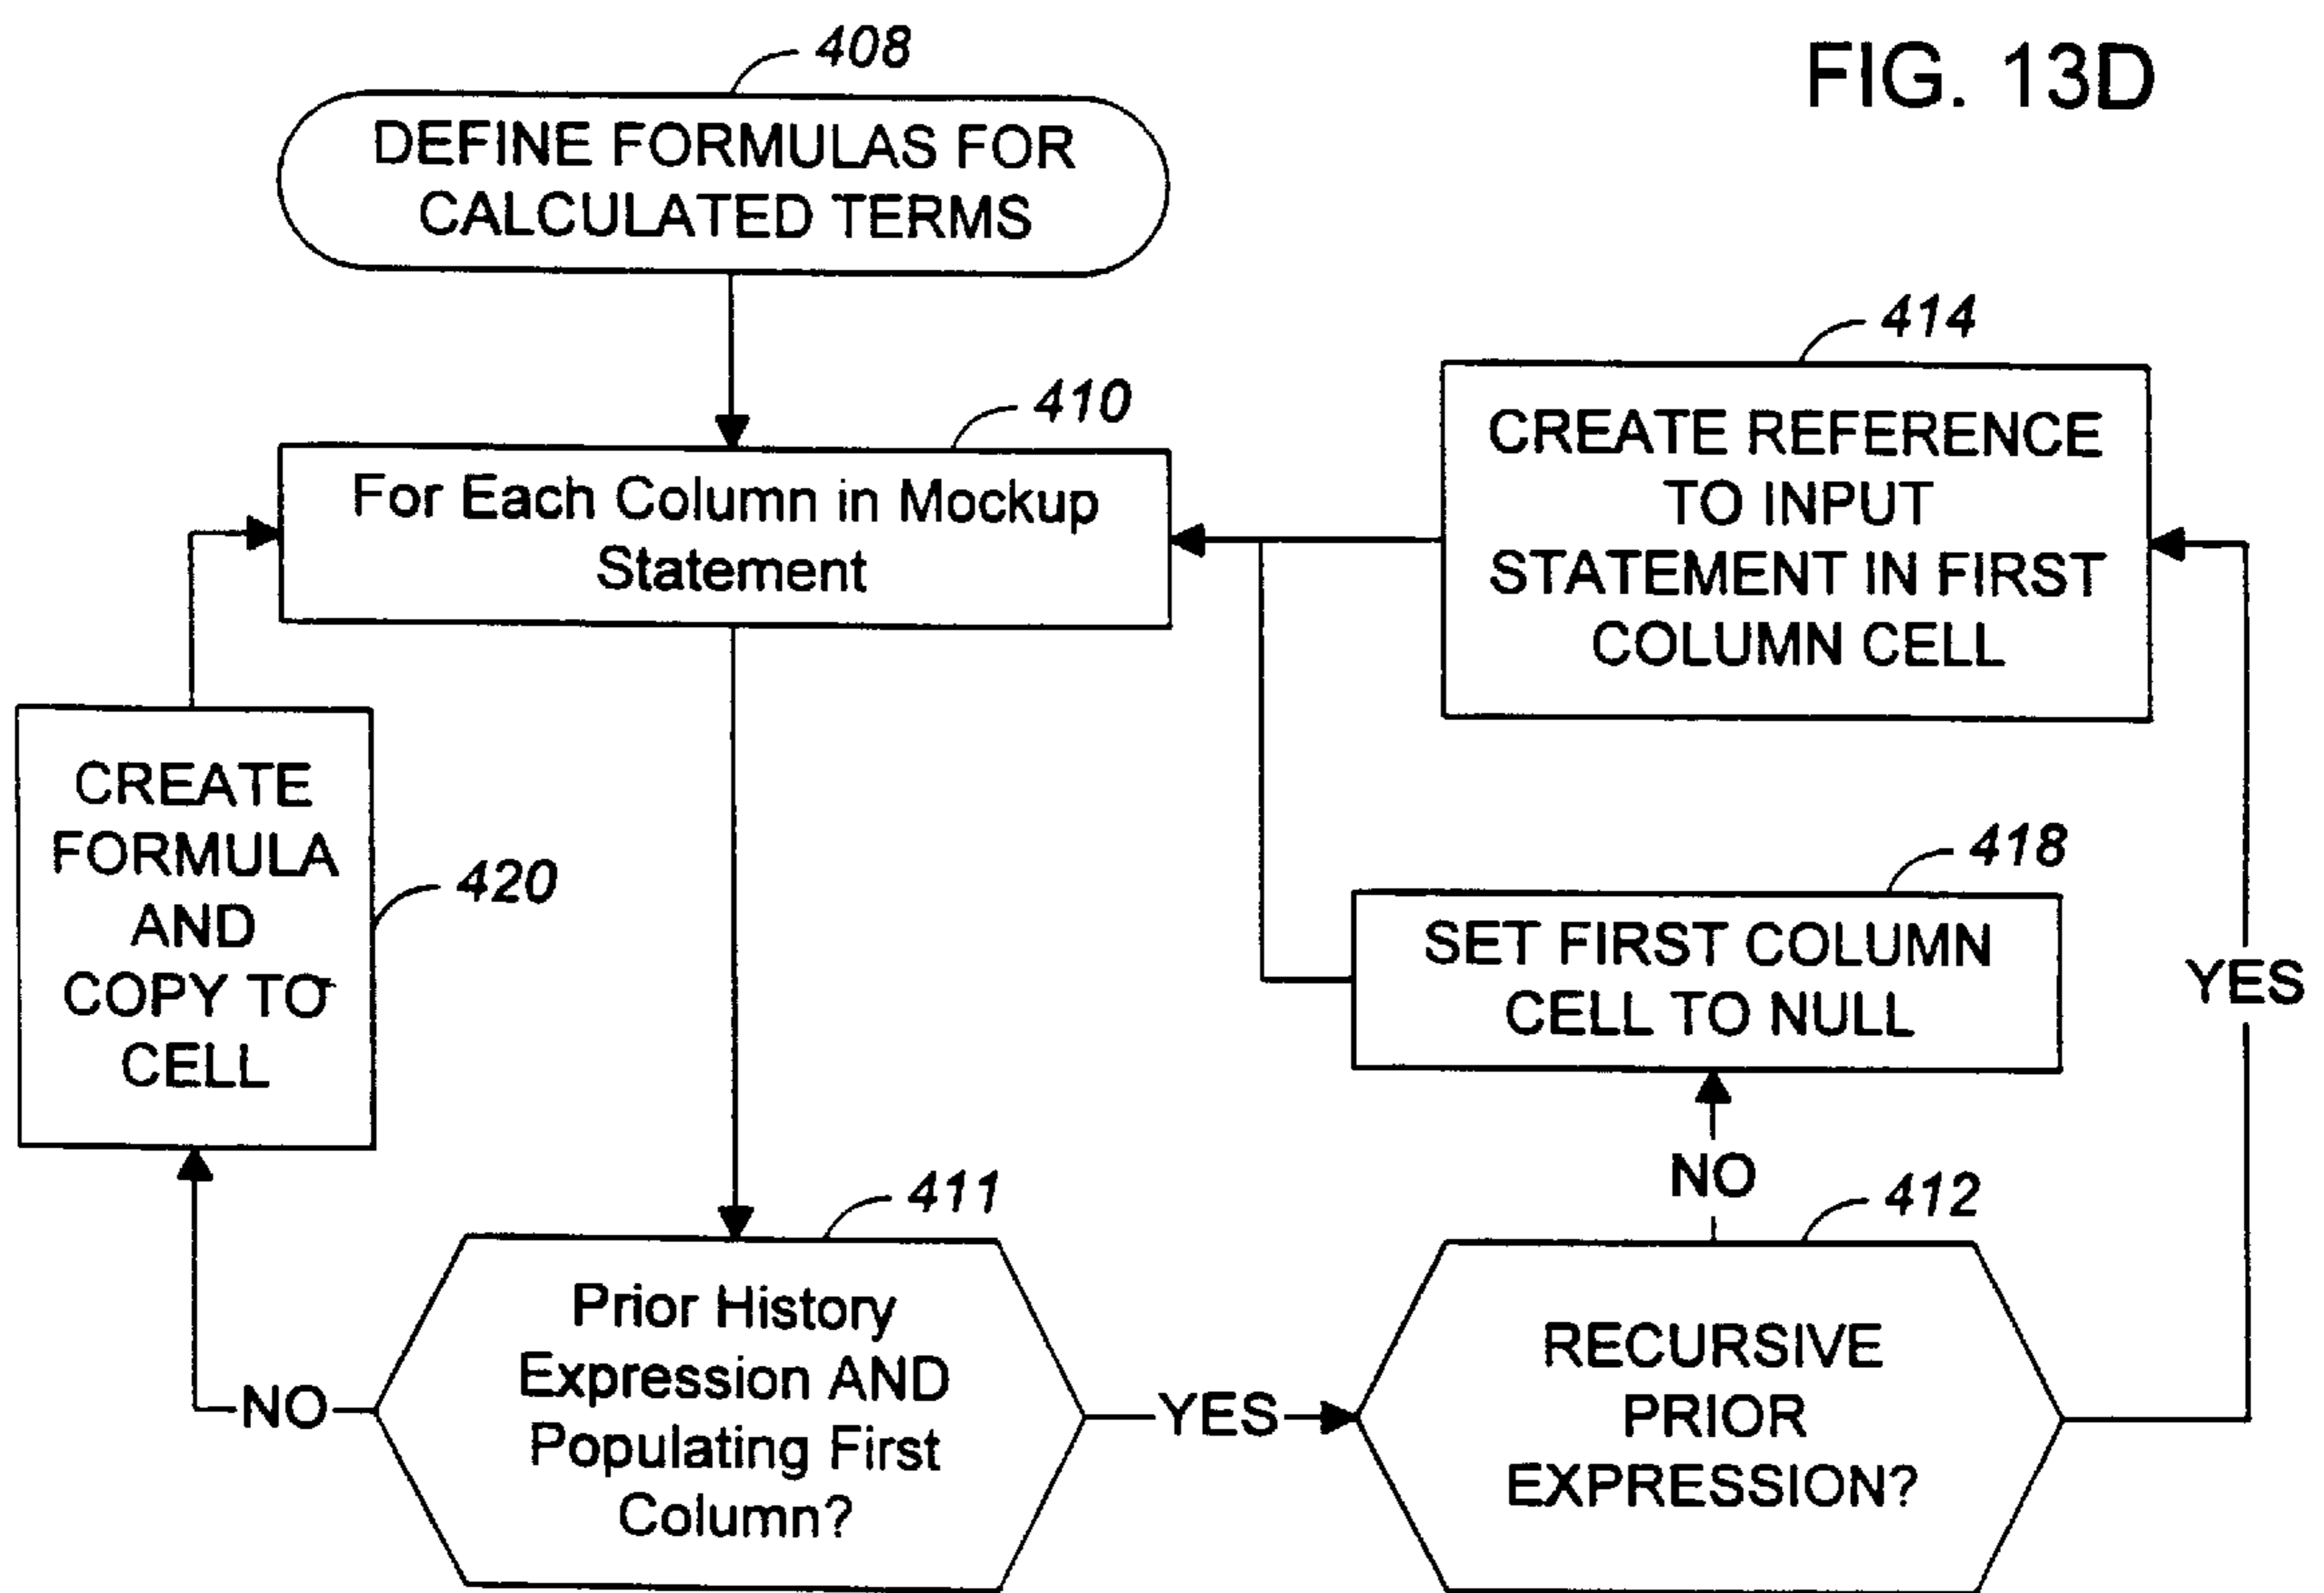 FIG. 13D
408
DEFINE FORMULAS FOR
CALCULATED TERMS
410
For Each Column in Mockup
Statement
414
CREATE REFERENCE
TO INPUT
STATEMENT IN FIRST
COLUMN CELL
CREATE
FORMULA
AND
COPY TO
CELL
420
418
SET FIRST COLUMN
CELL TO NULL
YES
NO
411
Prior History
Expression AND
Populating First
Column?
NO
YES
412
RECURSIVE
PRIOR
EXPRESSION?